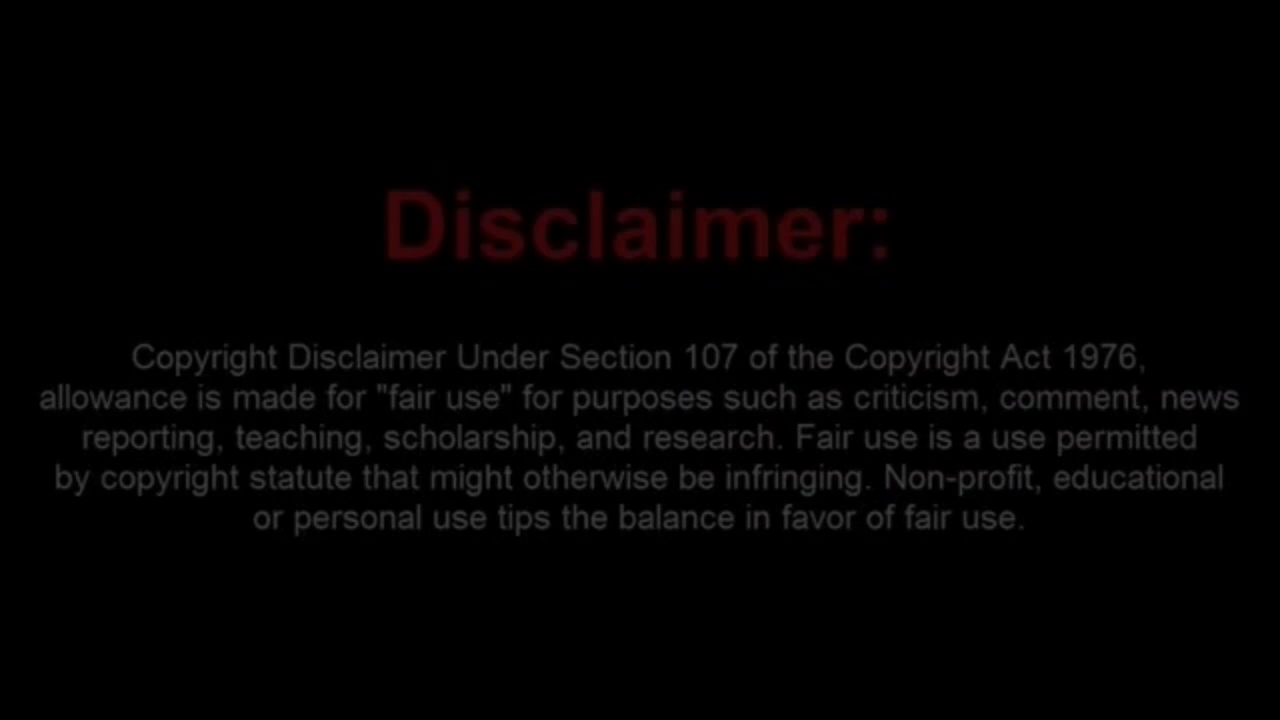 Disclaimer:
Copyright Disclaimer Under Section 107 of the Copyright Act 1976,
allowance is made for "fair use" for purposes such as criticism, comment, news
reporting, teaching, scholarship, and research. Fair use is a use permitted
by copyright statute that might otherwise be infringing. Non-profit, educational
or personal use tips the balance in favor of fair use.